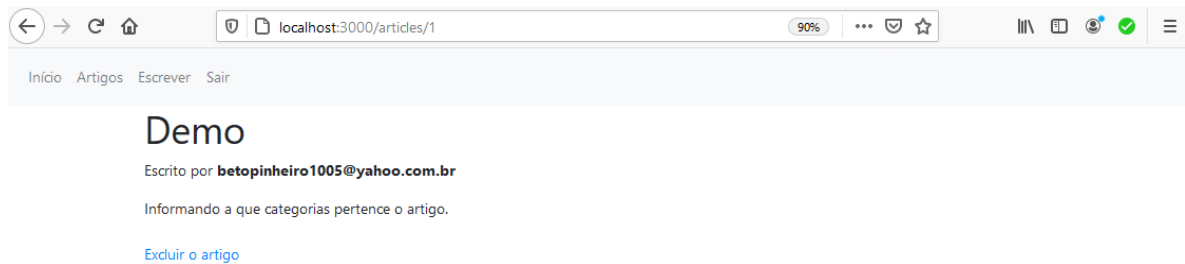 localhost:3000/articles/1 90%
Início Artigos Escrever Sair
Demo
Escrito por betopinheiro1005@yahoo.com.br
Informando a que categorias pertence o artigo.
Excluir o artigo